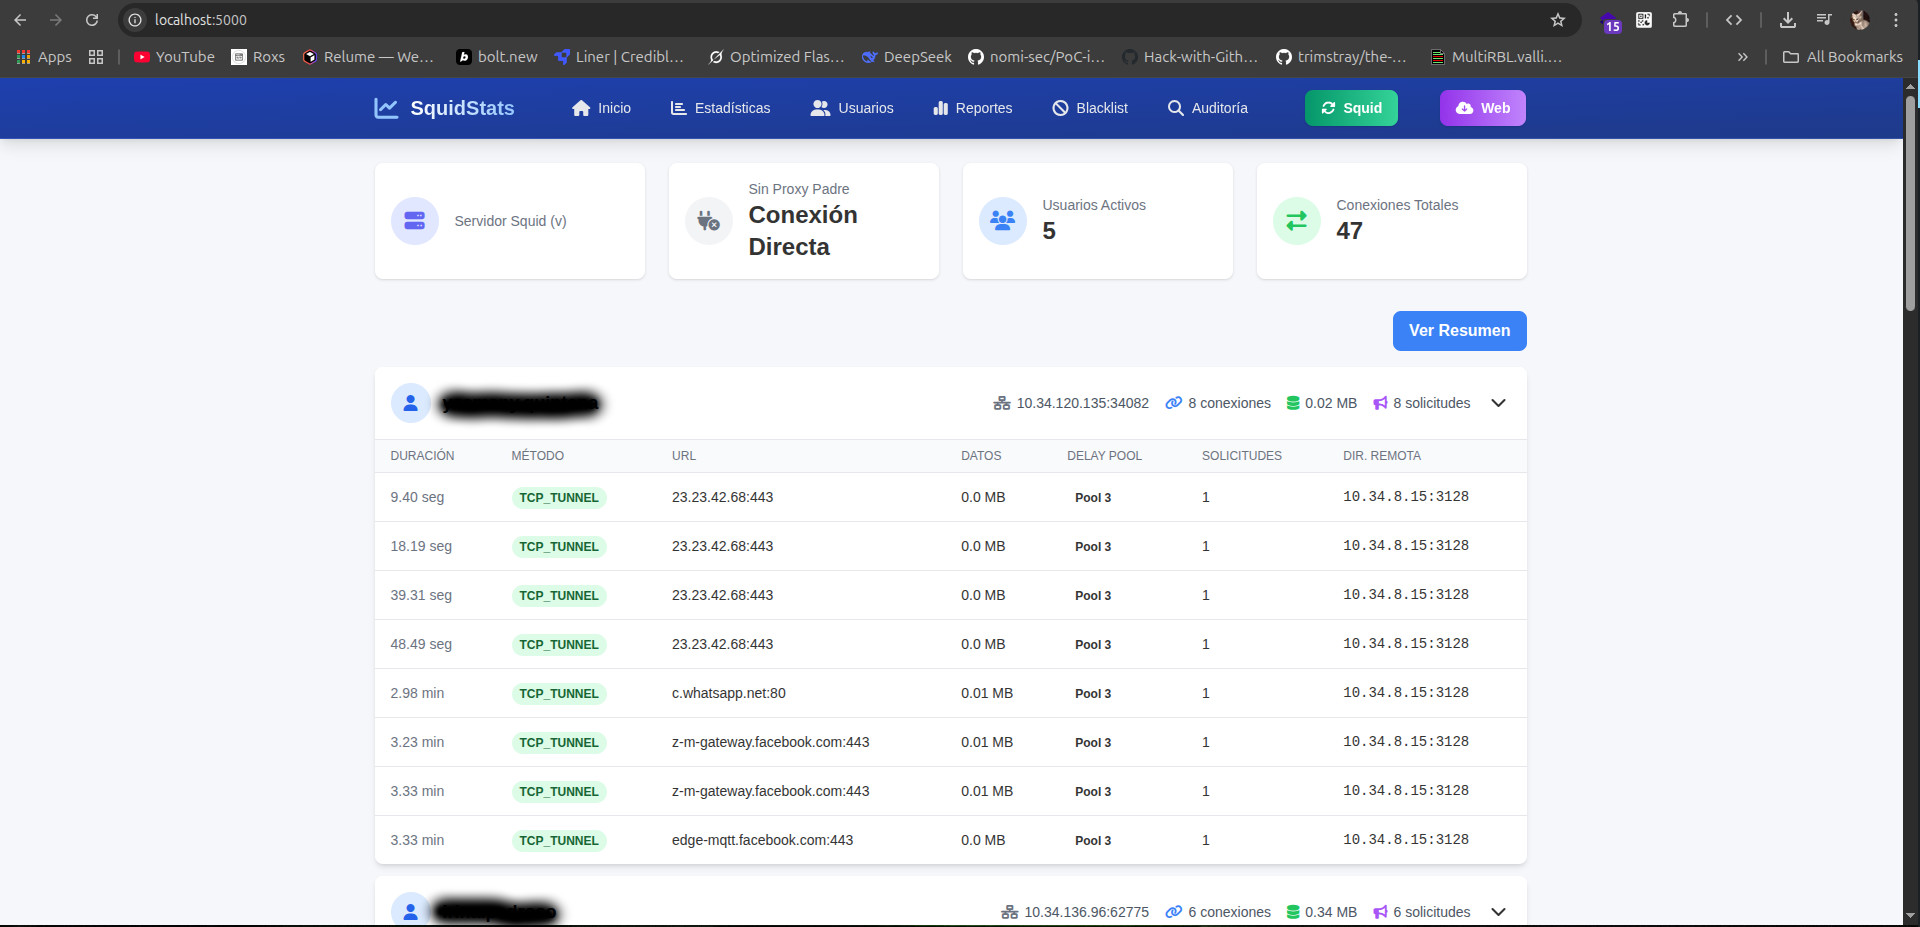 localhost:5000
15
Apps
YouTube
Roxs
Relume — We...
bolt.new
Liner | Credibl...
Optimized Flas...
DeepSeek
nomi-sec/PoC-i...
Hack-with-Gith...
trimstray/the-...
MultiRBL.valli....
»
All Bookmarks
SquidStats
Inicio
Estadísticas
Usuarios
Reportes
Blacklist
Auditoría
Squid
Web
Servidor Squid (v)
Sin Proxy Padre
Conexión
Directa
Usuarios Activos
5
Conexiones Totales
47
Ver Resumen
10.34.120.135:34082 8 conexiones 0.02 MB 8 solicitudes
DURACIÓN MÉTODO URL DATOS DELAY POOL SOLICITUDES DIR. REMOTA
9.40 seg TCP_TUNNEL 23.23.42.68:443 0.0 MB Pool 3 1 10.34.8.15:3128
18.19 seg TCP_TUNNEL 23.23.42.68:443 0.0 MB Pool 3 1 10.34.8.15:3128
39.31 seg TCP_TUNNEL 23.23.42.68:443 0.0 MB Pool 3 1 10.34.8.15:3128
48.49 seg TCP_TUNNEL 23.23.42.68:443 0.0 MB Pool 3 1 10.34.8.15:3128
2.98 min TCP_TUNNEL c.whatsapp.net:80 0.01 MB Pool 3 1 10.34.8.15:3128
3.23 min TCP_TUNNEL z-m-gateway.facebook.com:443 0.01 MB Pool 3 1 10.34.8.15:3128
3.33 min TCP_TUNNEL z-m-gateway.facebook.com:443 0.01 MB Pool 3 1 10.34.8.15:3128
3.33 min TCP_TUNNEL edge-mqtt.facebook.com:443 0.0 MB Pool 3 1 10.34.8.15:3128
10.34.136.96:62775 6 conexiones 0.34 MB 6 solicitudes